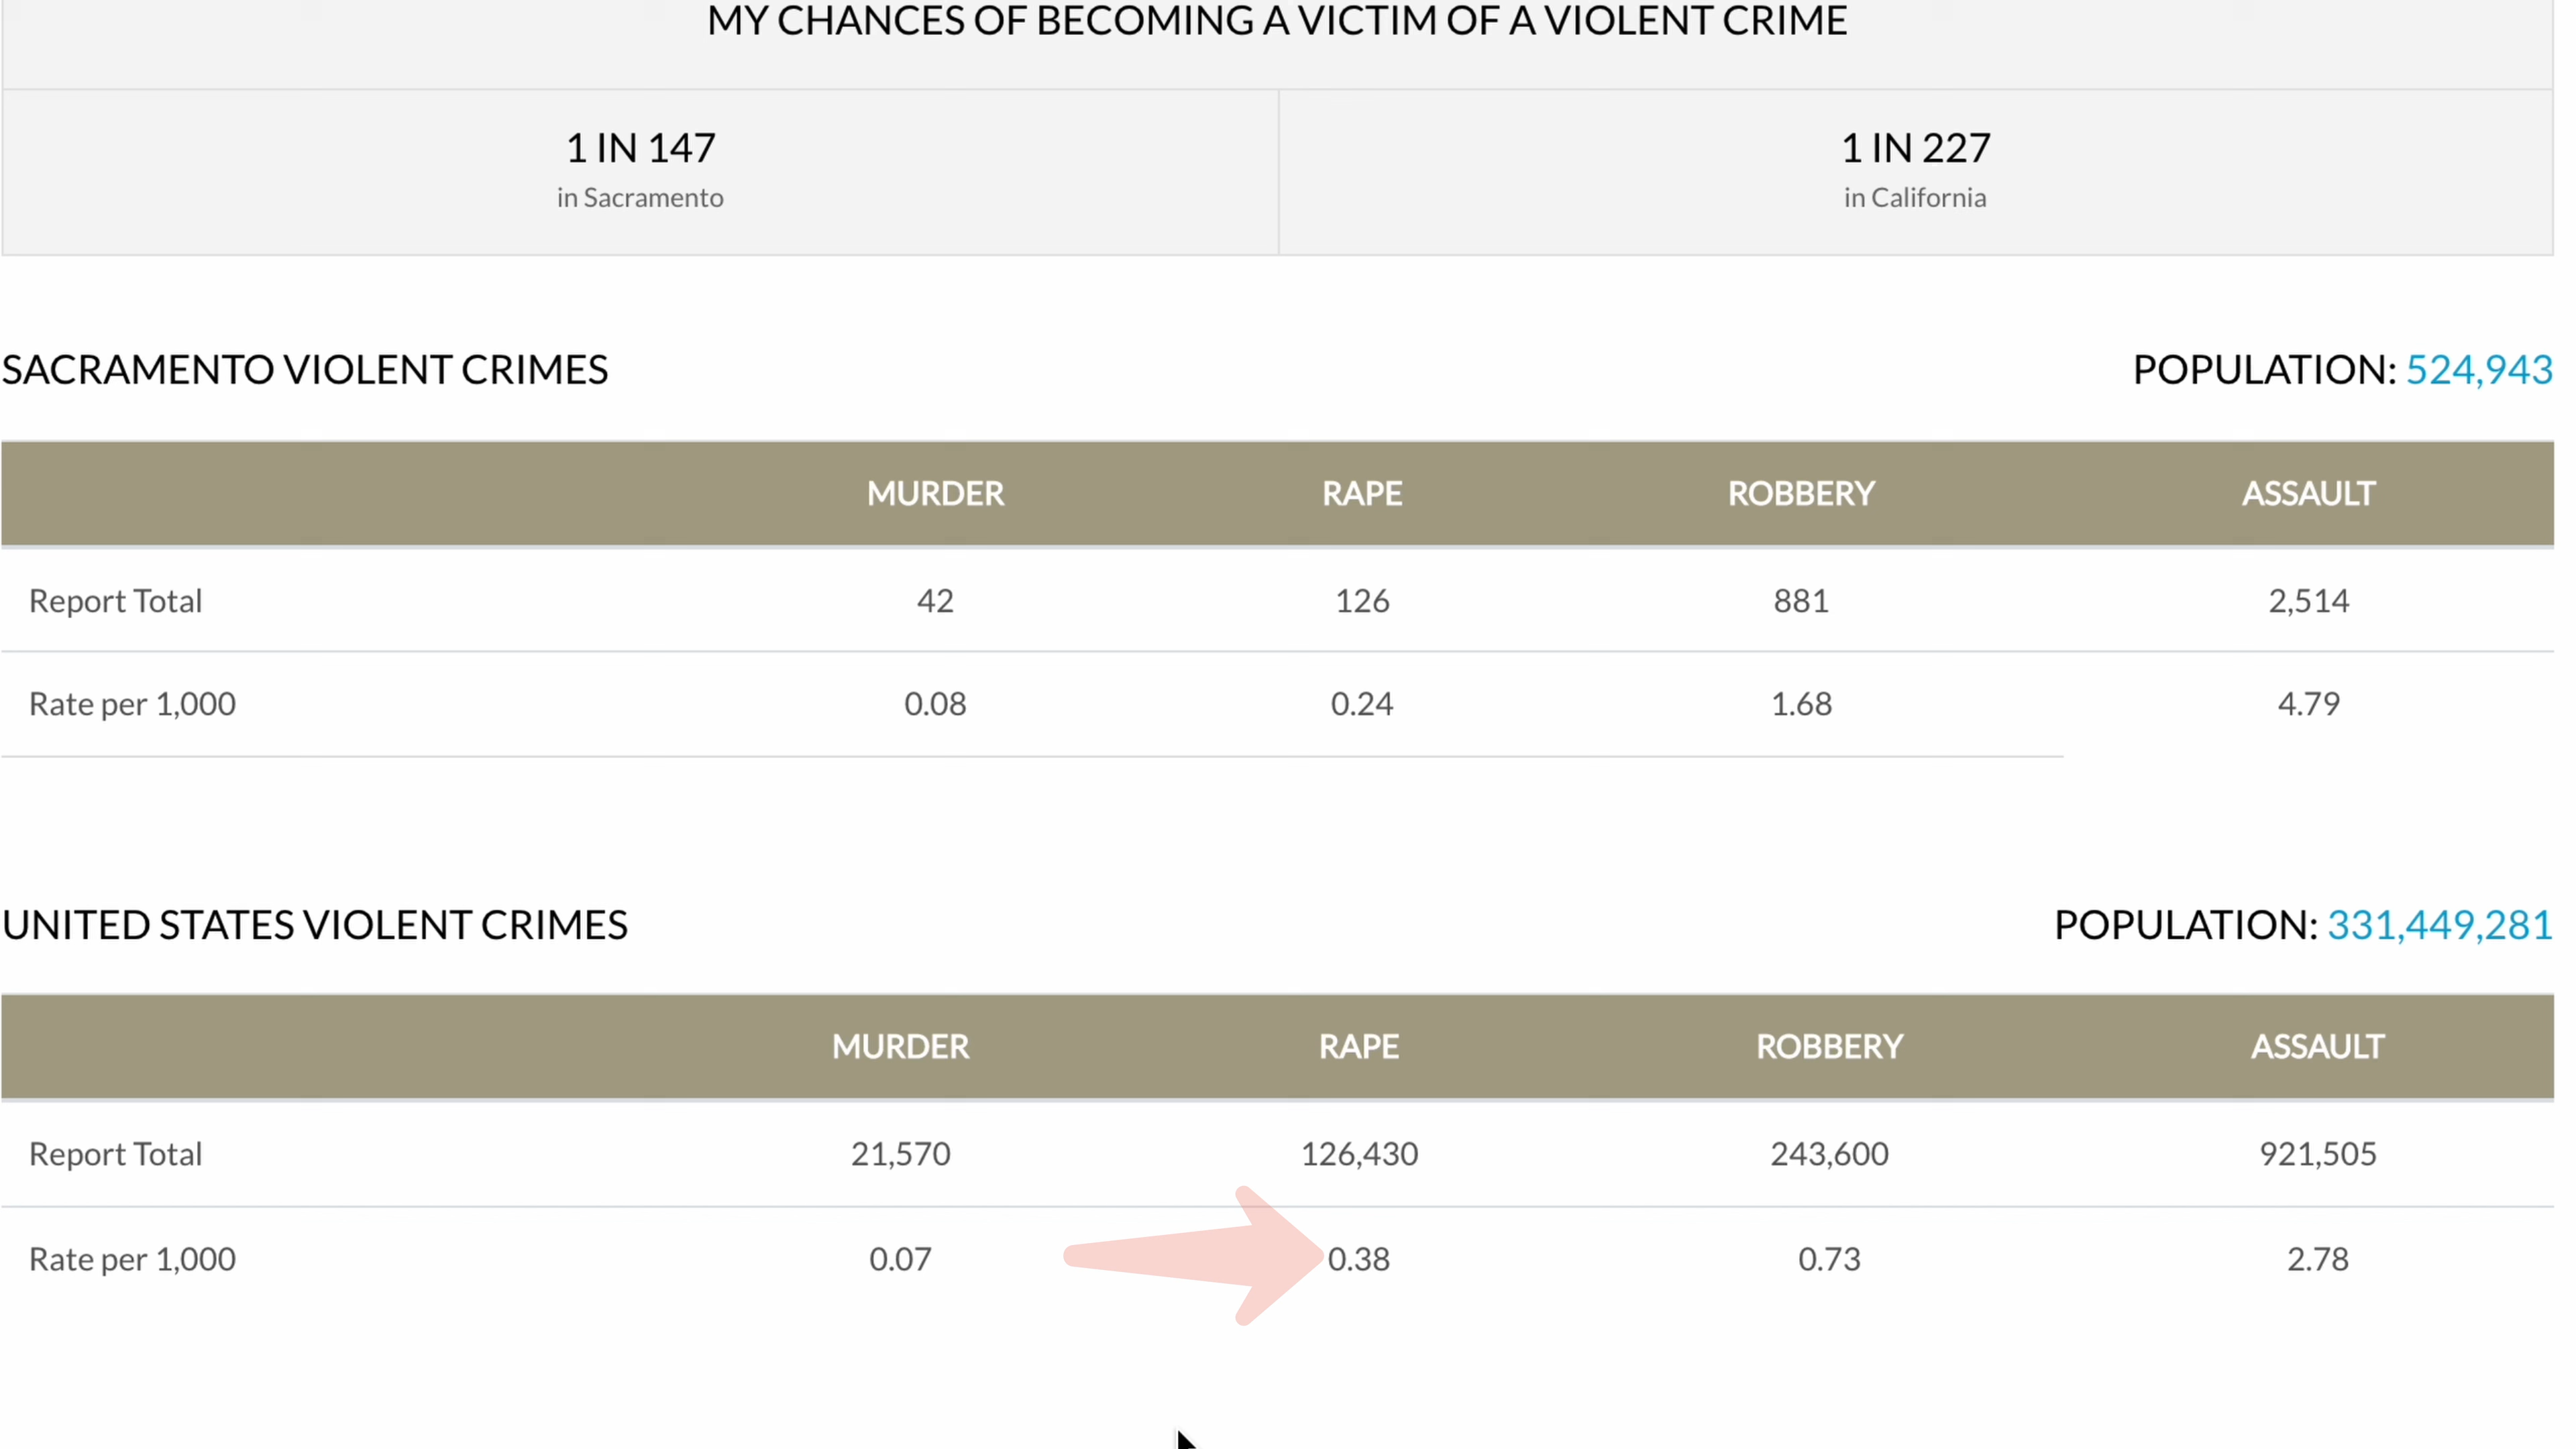 MY CHANCES OF BECOMING A VICTIM OF A VIOLENT CRIME
1 IN 147 1 IN 227
in Sacramento in California
SACRAMENTO VIOLENT CRIMES POPULATION: 524,943
MURDER RAPE ROBBERY ASSAULT
Report Total 42 126 881 2,514
Rate per 1,000 0.08 0.24 1.68 4.79
UNITED STATES VIOLENT CRIMES POPULATION: 331,449,281
MURDER RAPE ROBBERY ASSAULT
Report Total 21,570 126,430 243,600 921,505
Rate per 1,000 0.07 0.38 0.73 2.78